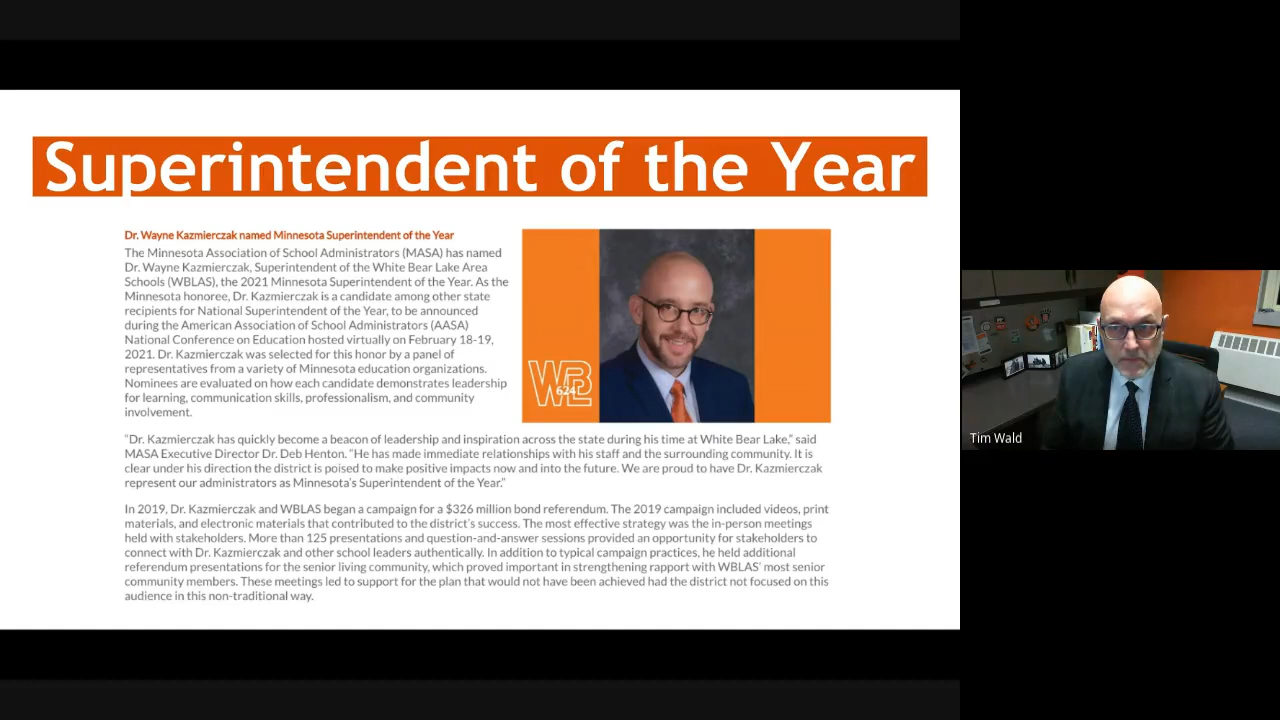 Superintendent of the Year
Dr. Wayne Kazmierczak named Minnesota Superintendent of the Year
The Minnesota Association of School Administrators (MASA) has named
Dr. Wayne Kazmierczak, Superintendent of the White Bear Lake Area
Schools (WBLAS), the 2021 Minnesota Superintendent of the Year. As the
Minnesota honoree, Dr. Kazmierczak is a candidate among other state
recipients for National Superintendent of the Year, to be announced
during the American Association of School Administrators (AASA)
National Conference on Education hosted virtually on February 18-19,
2021. Dr. Kazmierczak was selected for this honor by a panel of
representatives from a variety of Minnesota education organizations.
Nominees are evaluated on how each candidate demonstrates leadership
for learning, communication skills, professionalism, and community
involvement.
WBL
624
"Dr. Kazmierczak has quickly become a beacon of leadership and inspiration across the state during his time at White Bear Lake," said
MASA Executive Director Dr. Deb Henton. "He has made immediate relationships with his staff and the surrounding community. It is
clear under his direction the district is poised to make positive impacts now and into the future. We are proud to have Dr. Kazmierczak
represent our administrators as Minnesota's Superintendent of the Year."
In 2019, Dr. Kazmierczak and WBLAS began a campaign for a $326 million bond referendum. The 2019 campaign included videos, print
materials, and electronic materials that contributed to the district's success. The most effective strategy was the in-person meetings
held with stakeholders. More than 125 presentations and question-and-answer sessions provided an opportunity for stakeholders to
connect with Dr. Kazmierczak and other school leaders authentically. In addition to typical campaign practices, he held additional
referendum presentations for the senior living community, which proved important in strengthening rapport with WBLAS' most senior
community members. These meetings led to support for the plan that would not have been achieved had the district not focused on this
audience in this non-traditional way.
Tim Wald